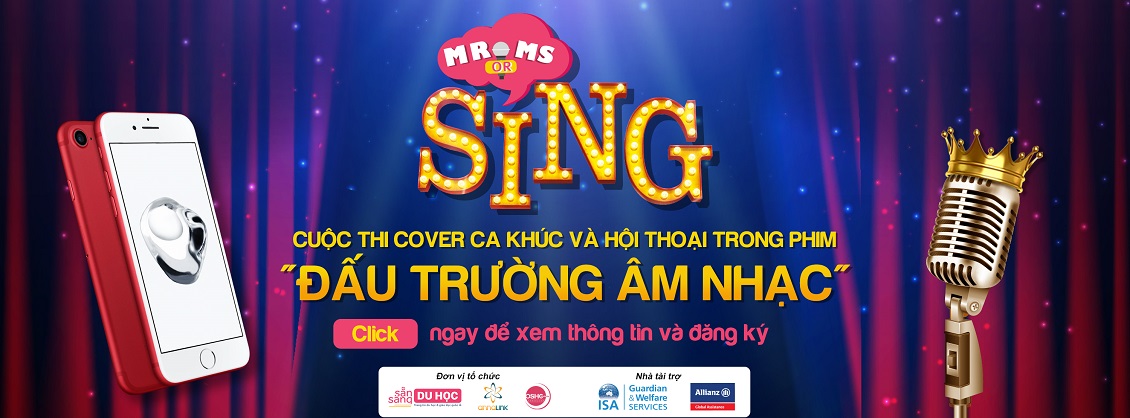 MR MS
OR
SING
CUỘC THI COVER CA KHÚC VÀ HỘI THOẠI TRONG PHIM
"ĐẤU TRƯỜNG ÂM NHẠC"
Click ngay để xem thông tin và đăng ký
Đơn vị tổ chức
Nhà tài trợ
sẵn sàng DU HỌC
OSHC
ISA Guardian & Welfare SERVICES
Allianz
Global Assistance